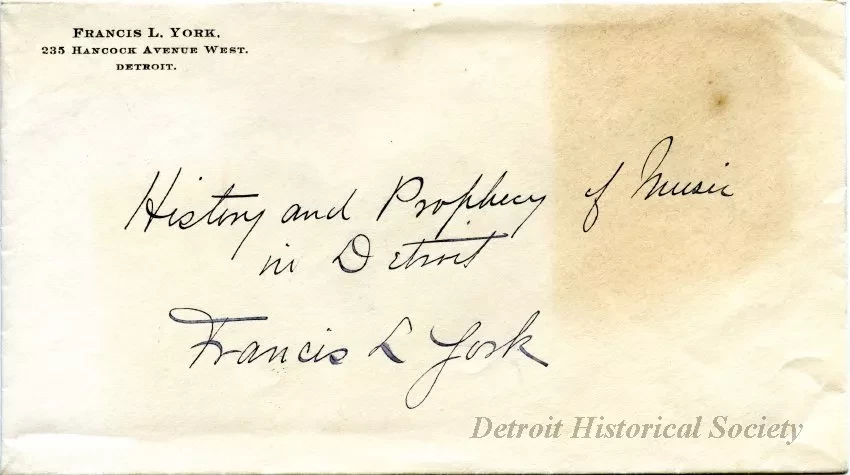 FRANCIS L. YORK,
235 HANCOCK AVENUE WEST.
DETROIT.
History and Prophecy of Music
in Detroit
Francis L York
Detroit Historical Society